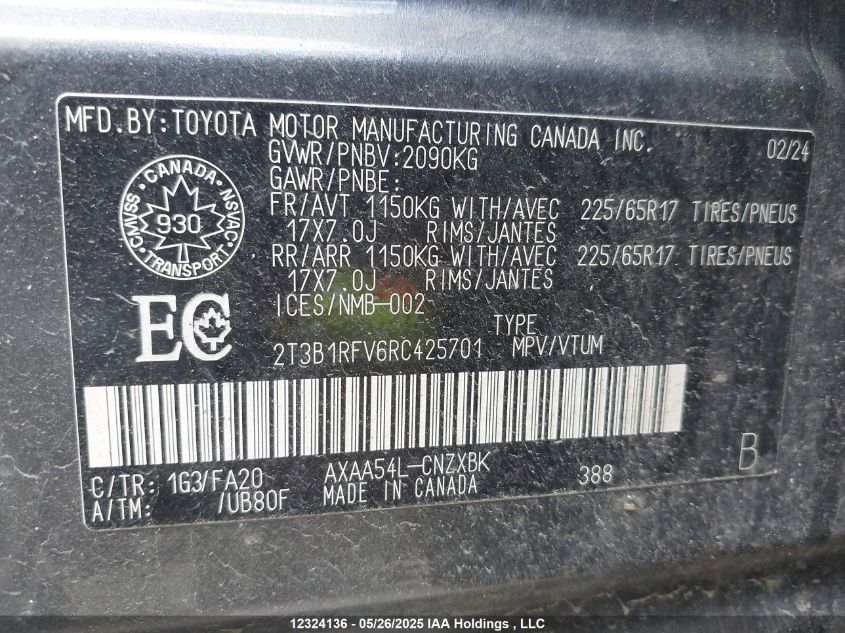 MFD.BY:TOYOTA MOTOR MANUFACTURING CANADA INC. 02/24
GVWR/PNBV:2090KG
GAWR/PNBE:
FR/AVT 1150KG WITH/AVEC 225/65R17 TIRES/PNEUS
17X7.0J RIMS/JANTES
RR/ARR 1150KG WITH/AVEC 225/65R17 TIRES/PNEUS
17X7.0J RIMS/JANTES
ICES/NMB-002
CANADA
CMVSS 930 NSVAC
TRANSPORT
EC
TYPE
2T3B1RFV6RC425701 MPV/VTUM
C/TR: 1G3/FA20 AXAA54L-CNZXBK 388 B
A/TM: /UB80F MADE IN CANADA
12324136 - 05/26/2025 IAA Holdings , LLC